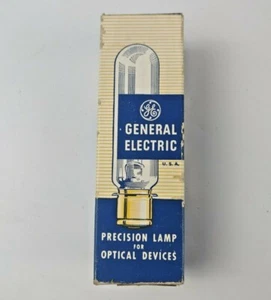 GE
GENERAL
ELECTRIC
U.S.A.
PRECISION LAMP
FOR
OPTICAL DEVICES